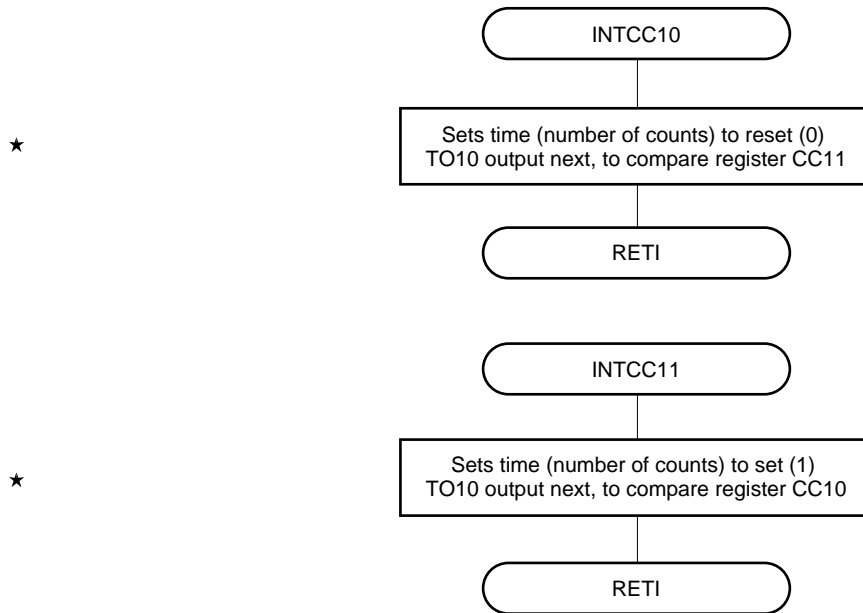 INTCC10
★
Sets time (number of counts) to reset (0)
TO10 output next, to compare register CC11
RETI
INTCC11
★
Sets time (number of counts) to set (1)
TO10 output next, to compare register CC10
RETI